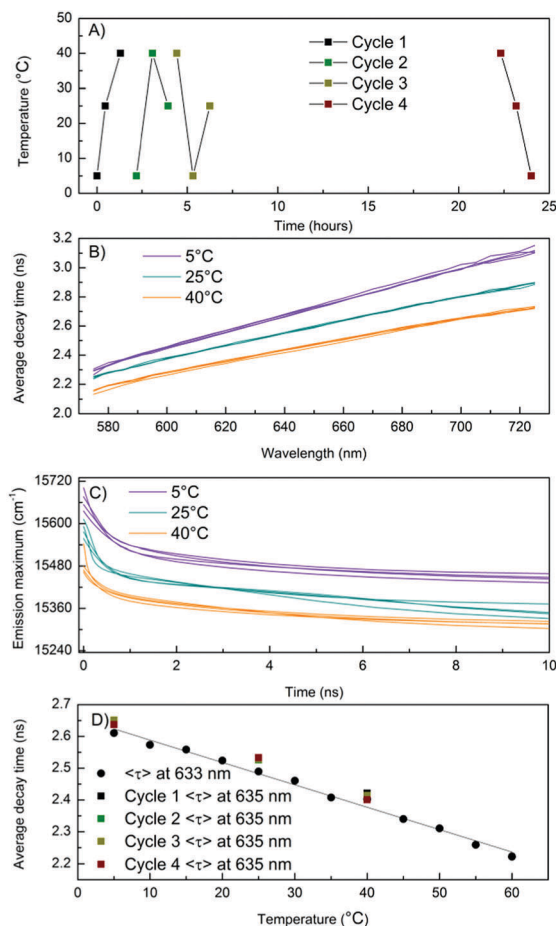 A)
Cycle 1
Cycle 2
Cycle 3
Cycle 4
Temperature (°C)
50
40
30
20
10
0
0 5 10 15 20 25
Time (hours)
B)
5°C
25°C
40°C
Average decay time (ns)
3.2
3.0
2.8
2.6
2.4
2.2
2.0
580 600 620 640 660 680 700 720
Wavelength (nm)
C)
5°C
25°C
40°C
Emission maximum (cm⁻¹)
15720
15600
15480
15360
15240
0 2 4 6 8 10
Time (ns)
D)
<τ> at 633 nm
Cycle 1 <τ> at 635 nm
Cycle 2 <τ> at 635 nm
Cycle 3 <τ> at 635 nm
Cycle 4 <τ> at 635 nm
Average decay time (ns)
2.7
2.6
2.5
2.4
2.3
2.2
0 10 20 30 40 50 60
Temperature (°C)